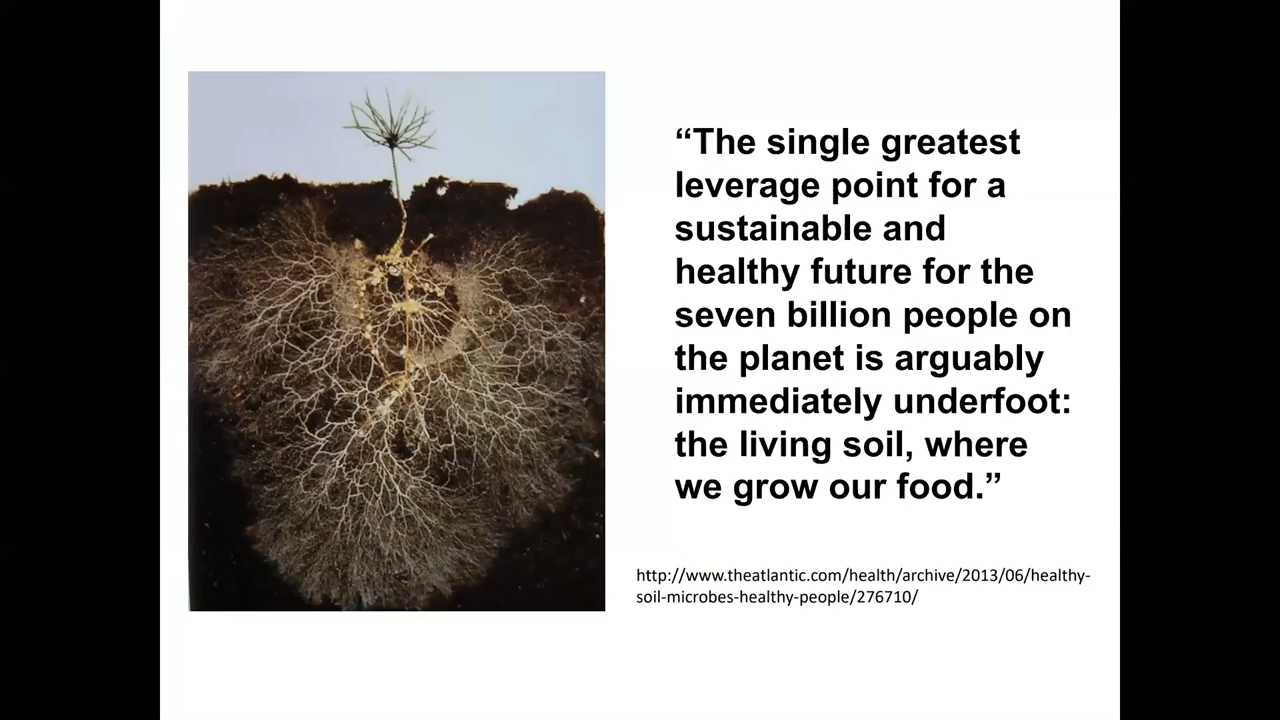 “The single greatest
leverage point for a
sustainable and
healthy future for the
seven billion people on
the planet is arguably
immediately underfoot:
the living soil, where
we grow our food.”
http://www.theatlantic.com/health/archive/2013/06/healthy-
soil-microbes-healthy-people/276710/